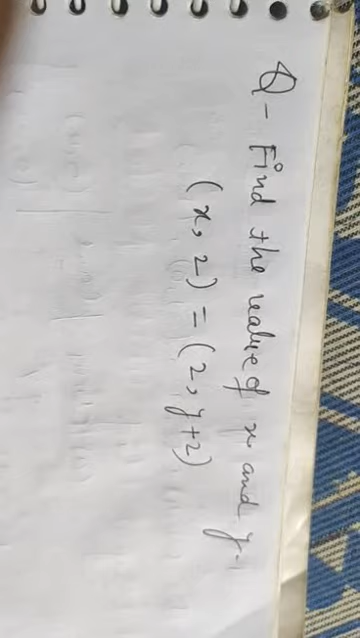 Q - Find the value of x and y.
(x, 2) = (2, y+2)